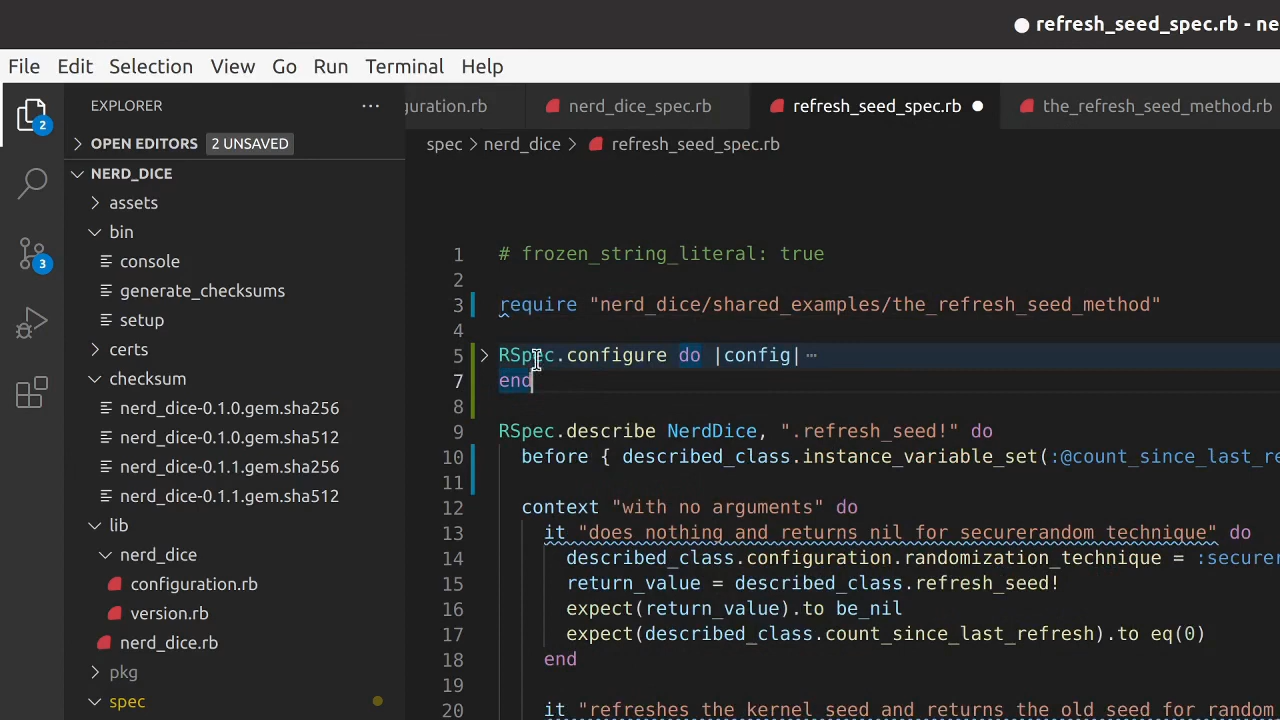 refresh_seed_spec.rb - ne
File Edit Selection View Go Run Terminal Help
EXPLORER
guration.rb nerd_dice_spec.rb refresh_seed_spec.rb the_refresh_seed_method.rb
2
OPEN EDITORS 2 UNSAVED
spec nerd_dice refresh_seed_spec.rb
NERD_DICE
assets
bin
console
generate_checksums
setup
certs
checksum
nerd_dice-0.1.0.gem.sha256
nerd_dice-0.1.0.gem.sha512
nerd_dice-0.1.1.gem.sha256
nerd_dice-0.1.1.gem.sha512
lib
nerd_dice
configuration.rb
version.rb
nerd_dice.rb
pkg
spec
3
1 # frozen_string_literal: true
2
3 require "nerd_dice/shared_examples/the_refresh_seed_method"
4
5 RSpec.configure do |config|
7 end
8
9 RSpec.describe NerdDice, ".refresh_seed!" do
10 before { described_class.instance_variable_set(:@count_since_last_re
11
12 context "with no arguments" do
13 it "does nothing and returns nil for securerandom technique" do
14 described_class.configuration.randomization_technique = :securer
15 return_value = described_class.refresh_seed!
16 expect(return_value).to be_nil
17 expect(described_class.count_since_last_refresh).to eq(0)
18 end
19
20 it "refreshes the kernel seed and returns the old seed for random